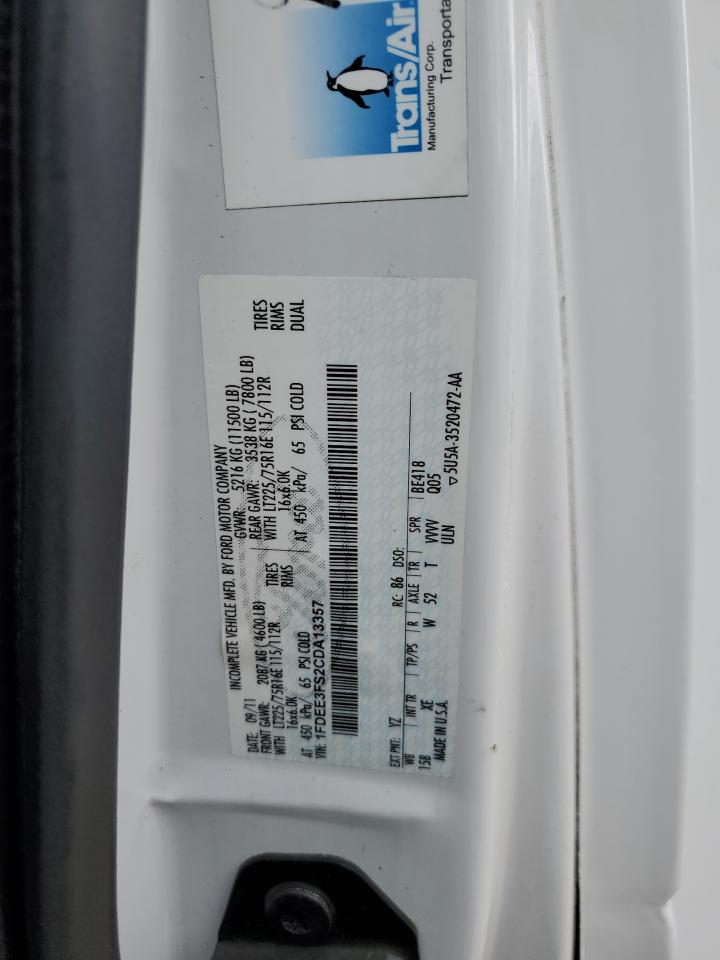 Trans/Air
Manufacturing Corp.
Transporta
INCOMPLETE VEHICLE MFD. BY FORD MOTOR COMPANY
DATE: 09/11 GVWR: 5216 KG (11500 LB)
FRONT GAWR: 2087 KG ( 4600 LB) REAR GAWR: 3538 KG ( 7800 LB)
WITH LT225/75R16E 115/112R TIRES WITH LT225/75R16E 115/112R TIRES
16x6.0K RIMS 16x6.0K RIMS
AT 450 kPa/ 65 PSI COLD AT 450 kPa/ 65 PSI COLD DUAL
VIN: 1FDEE3FS2CDA13357
EXT PNT: YZ RC: 86 DSO:
WB INT TR TP/PS R AXLE TR SPR BE418
158 XE W 52 T VVVV Q05
MADE IN U.S.A. ULN
5U5A-3520472-AA